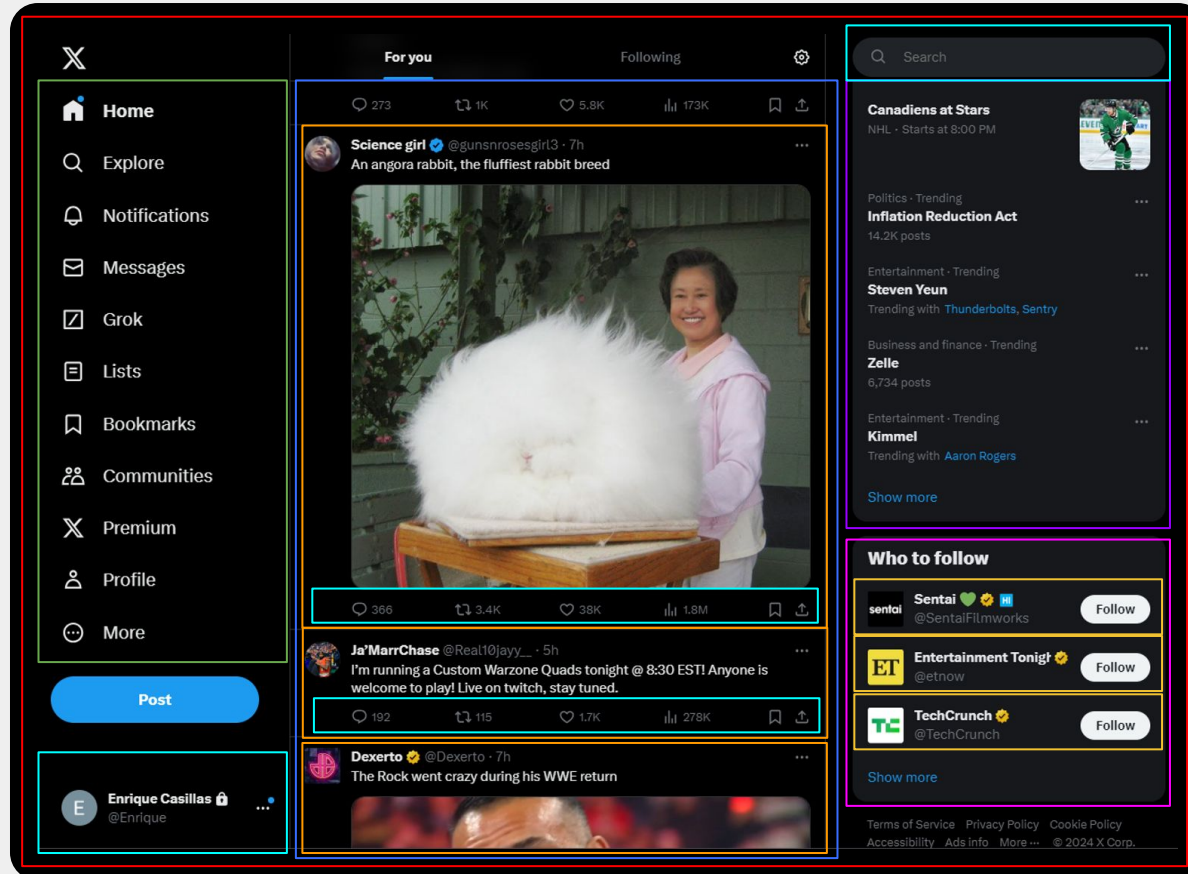 Home
Explore
Notifications
Messages
Grok
Lists
Bookmarks
Communities
Premium
Profile
More
Post
E
Enrique Casillas
@Enrique
For you
Following
273 1K 5.8K 173K
Science girl @gunsnrosesgirl3 · 7h
An angora rabbit, the fluffiest rabbit breed
366 3.4K 38K 1.8M
Ja'MarrChase @Real10jayy__ · 5h
I'm running a Custom Warzone Quads tonight @ 8:30 EST! Anyone is
welcome to play! Live on twitch, stay tuned.
192 115 1.7K 278K
Dexerto @Dexerto · 7h
The Rock went crazy during his WWE return
Search
Canadiens at Stars
NHL · Starts at 8:00 PM
Politics · Trending
Inflation Reduction Act
14.2K posts
Entertainment · Trending
Steven Yeun
Trending with Thunderbolts, Sentry
Business and finance · Trending
Zelle
6,734 posts
Entertainment · Trending
Kimmel
Trending with Aaron Rogers
Show more
Who to follow
sentai
Sentai HI
@SentaiFilmworks
Follow
ET
Entertainment Tonigh
@etnow
Follow
TC
TechCrunch
@TechCrunch
Follow
Show more
Terms of Service Privacy Policy Cookie Policy
Accessibility Ads info More ··· © 2024 X Corp.